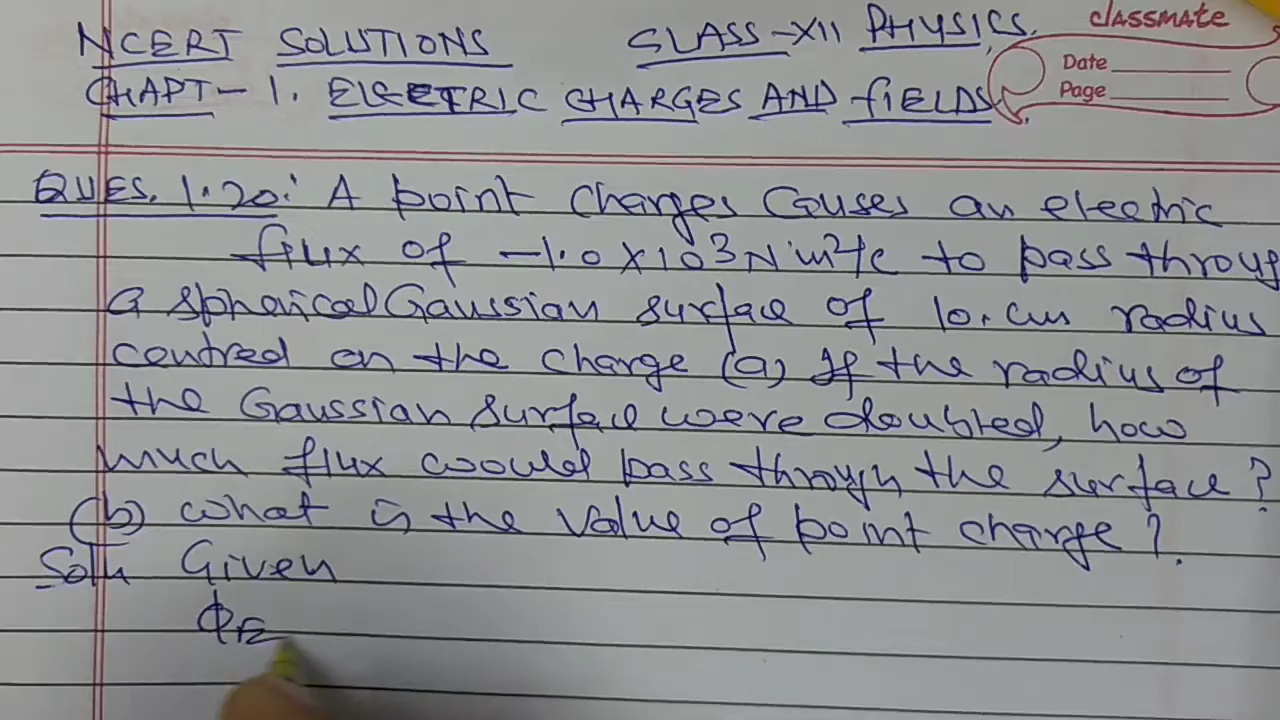 NCERT SOLUTIONS CLASS-XII PHYSICS.
classmate
CHAPT-1. ELECTRIC CHARGES AND fIELDS.
Date
Page
QUES. 1.20: A point charges causes an electric
flux of -1.0 X 10³ N m²/c to pass throug
a sphaical Gaussian surface of 10.cm radius
centred on the charge (a) If the radius of
the Gaussian surface were doubled, how
much flux would pass through the surface?
(b) what is the value of point charge?
Soln Given
ΦE